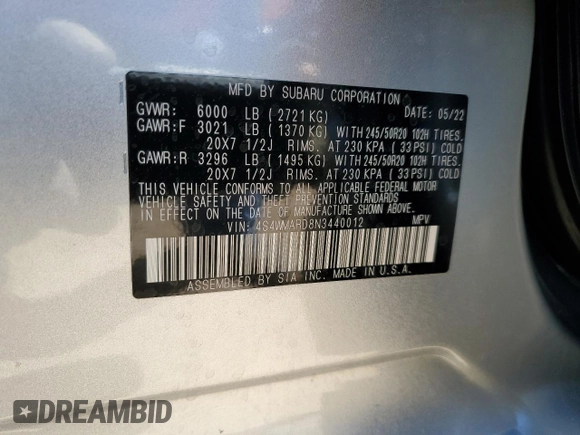 MFD BY SUBARU CORPORATION
GVWR: 6000 LB ( 2721 KG) DATE: 05/22
GAWR:F 3021 LB ( 1370 KG) WITH 245/50R20 102H TIRES.
20X7 1/2J RIMS. AT 230 KPA ( 33 PSI) COLD
GAWR:R 3296 LB ( 1495 KG) WITH 245/50R20 102H TIRES.
20X7 1/2J RIMS. AT 230 KPA ( 33 PSI) COLD
THIS VEHICLE CONFORMS TO ALL APPLICABLE FEDERAL MOTOR
VEHICLE SAFETY AND THEFT PREVENTION STANDARDS
IN EFFECT ON THE DATE OF MANUFACTURE SHOWN ABOVE.
VIN: 4S4WMARD8N3440012 MPV
ASSEMBLED BY SIA INC. MADE IN U.S.A.
DREAMBID